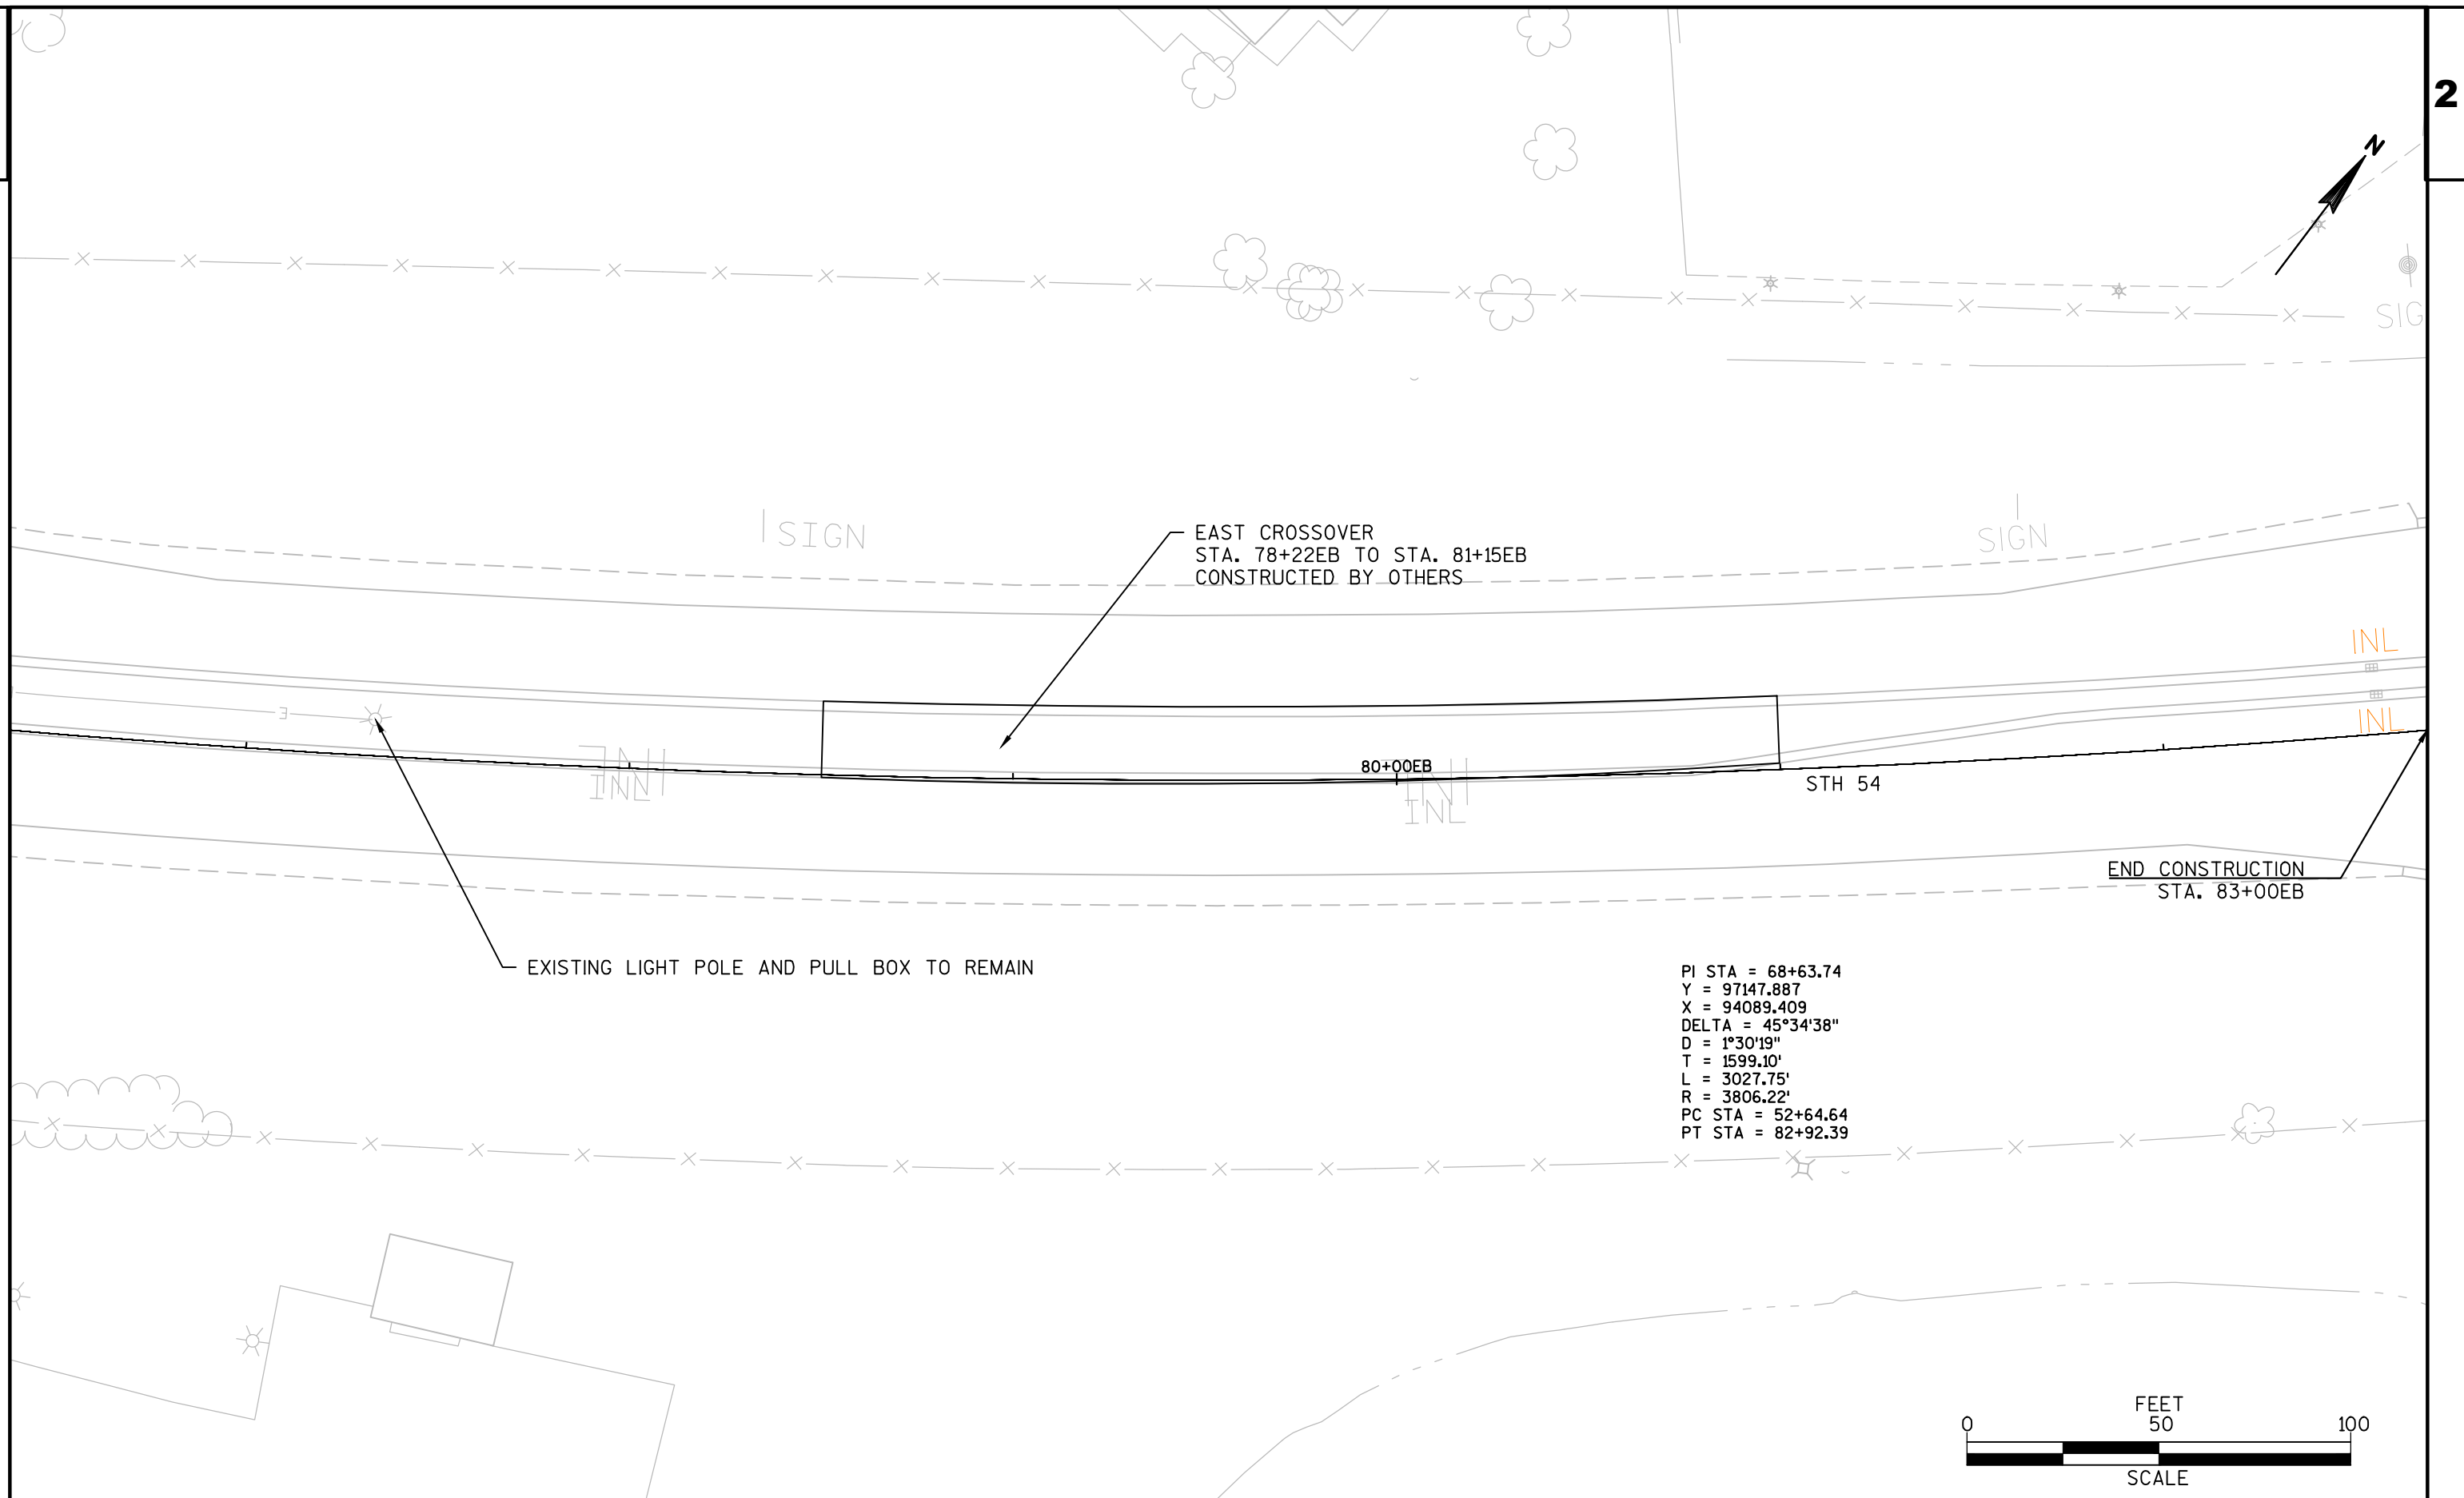 2
N
SIG
SIGN
SIGN
EAST CROSSOVER
STA. 78+22EB TO STA. 81+15EB
CONSTRUCTED BY OTHERS
INL
E
INL
INL
INL
80+00EB
INL
INL
STH 54
END CONSTRUCTION
STA. 83+00EB
EXISTING LIGHT POLE AND PULL BOX TO REMAIN
PI STA = 68+63.74
Y = 97147.887
X = 94089.409
DELTA = 45°34'38"
D = 1°30'19"
T = 1599.10'
L = 3027.75'
R = 3806.22'
PC STA = 52+64.64
PT STA = 82+92.39
FEET
0 50 100
SCALE